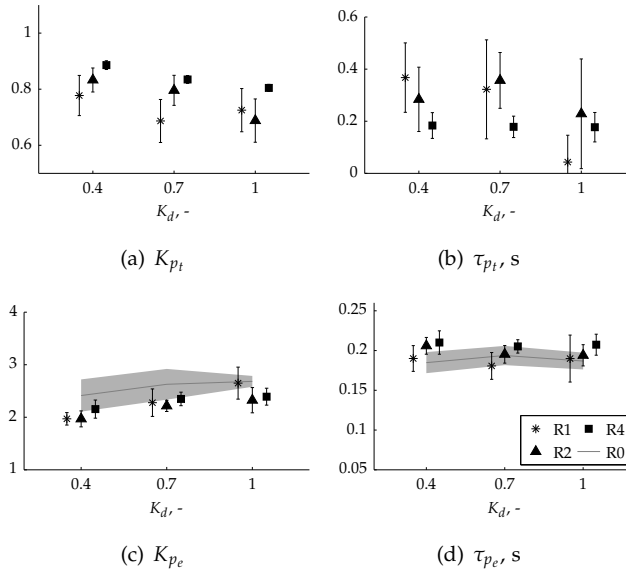 1
0.8
0.6
0.4 0.7 1
K_d, -
(a) K_{p_t}
0.6
0.4
0.2
0
0.4 0.7 1
K_d, -
(b) τ_{p_t}, s
4
3
2
1
0.4 0.7 1
K_d, -
(c) K_{p_e}
0.25
0.2
0.15
0.1
0.05
0.4 0.7 1
K_d, -
R1 R4
R2 R0
(d) τ_{p_e}, s